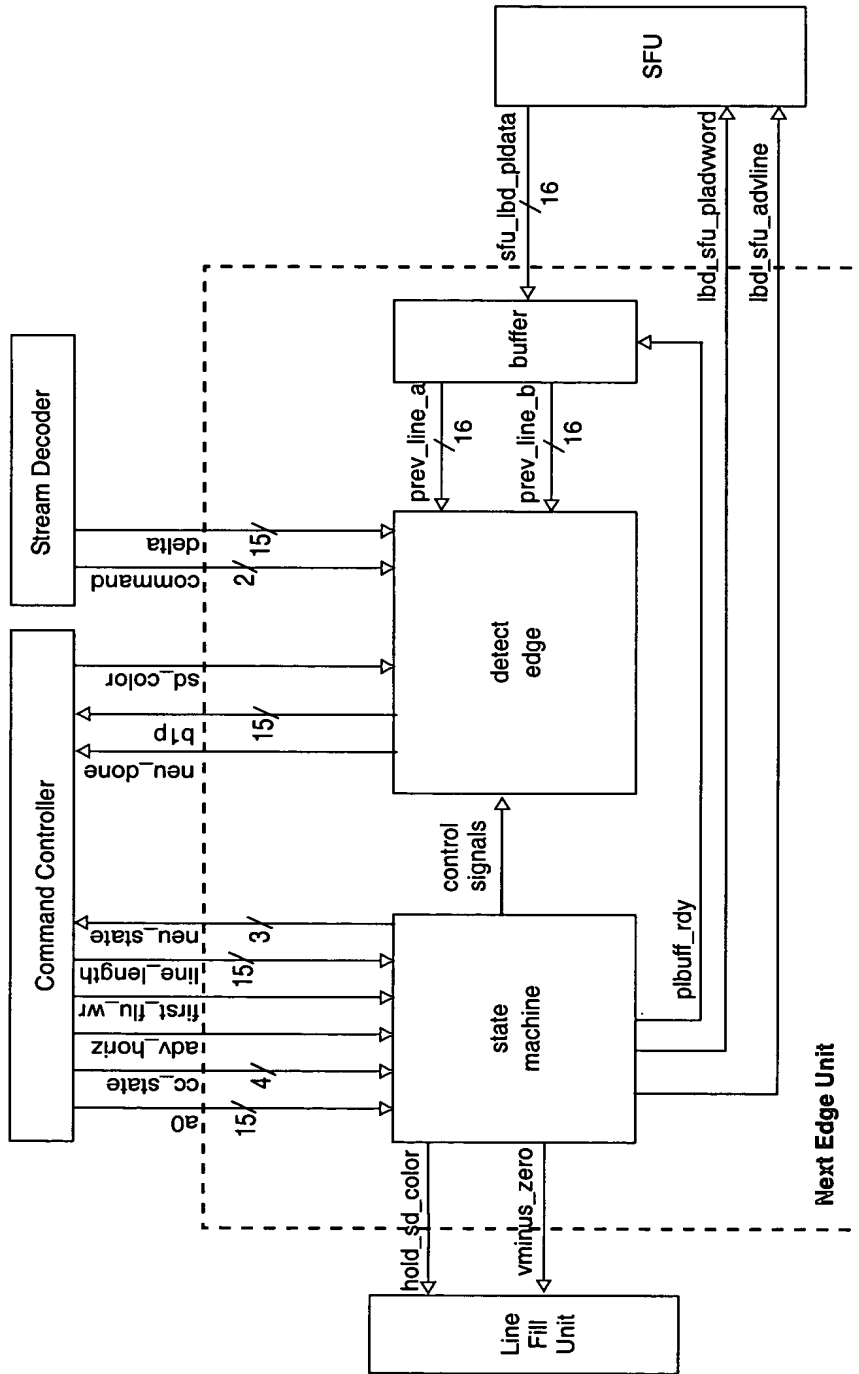 Command Controller
Stream Decoder
a0
15
cc_state
4
adv_horiz
first_flu_wr
line_length
15
neu_state
3
neu_done
b1p
15
sd_color
command
2
delta
15
hold_sd_color
vminus_zero
Line
Fill
Unit
state
machine
control
signals
detect
edge
prev_line_a
16
prev_line_b
16
buffer
sfu_lbd_pldata
16
SFU
plbuff_rdy
lbd_sfu_pladvword
lbd_sfu_advline
Next Edge Unit